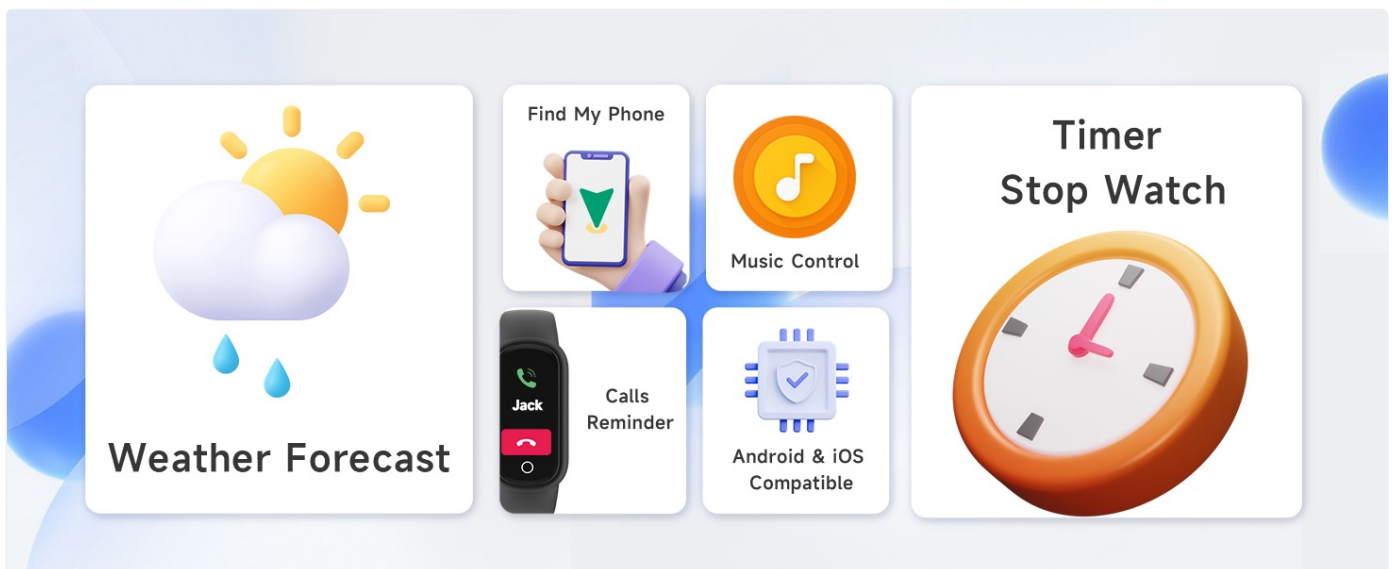 Weather Forecast
Find My Phone
Music Control
Jack
Calls
Reminder
Android & iOS
Compatible
Timer
Stop Watch